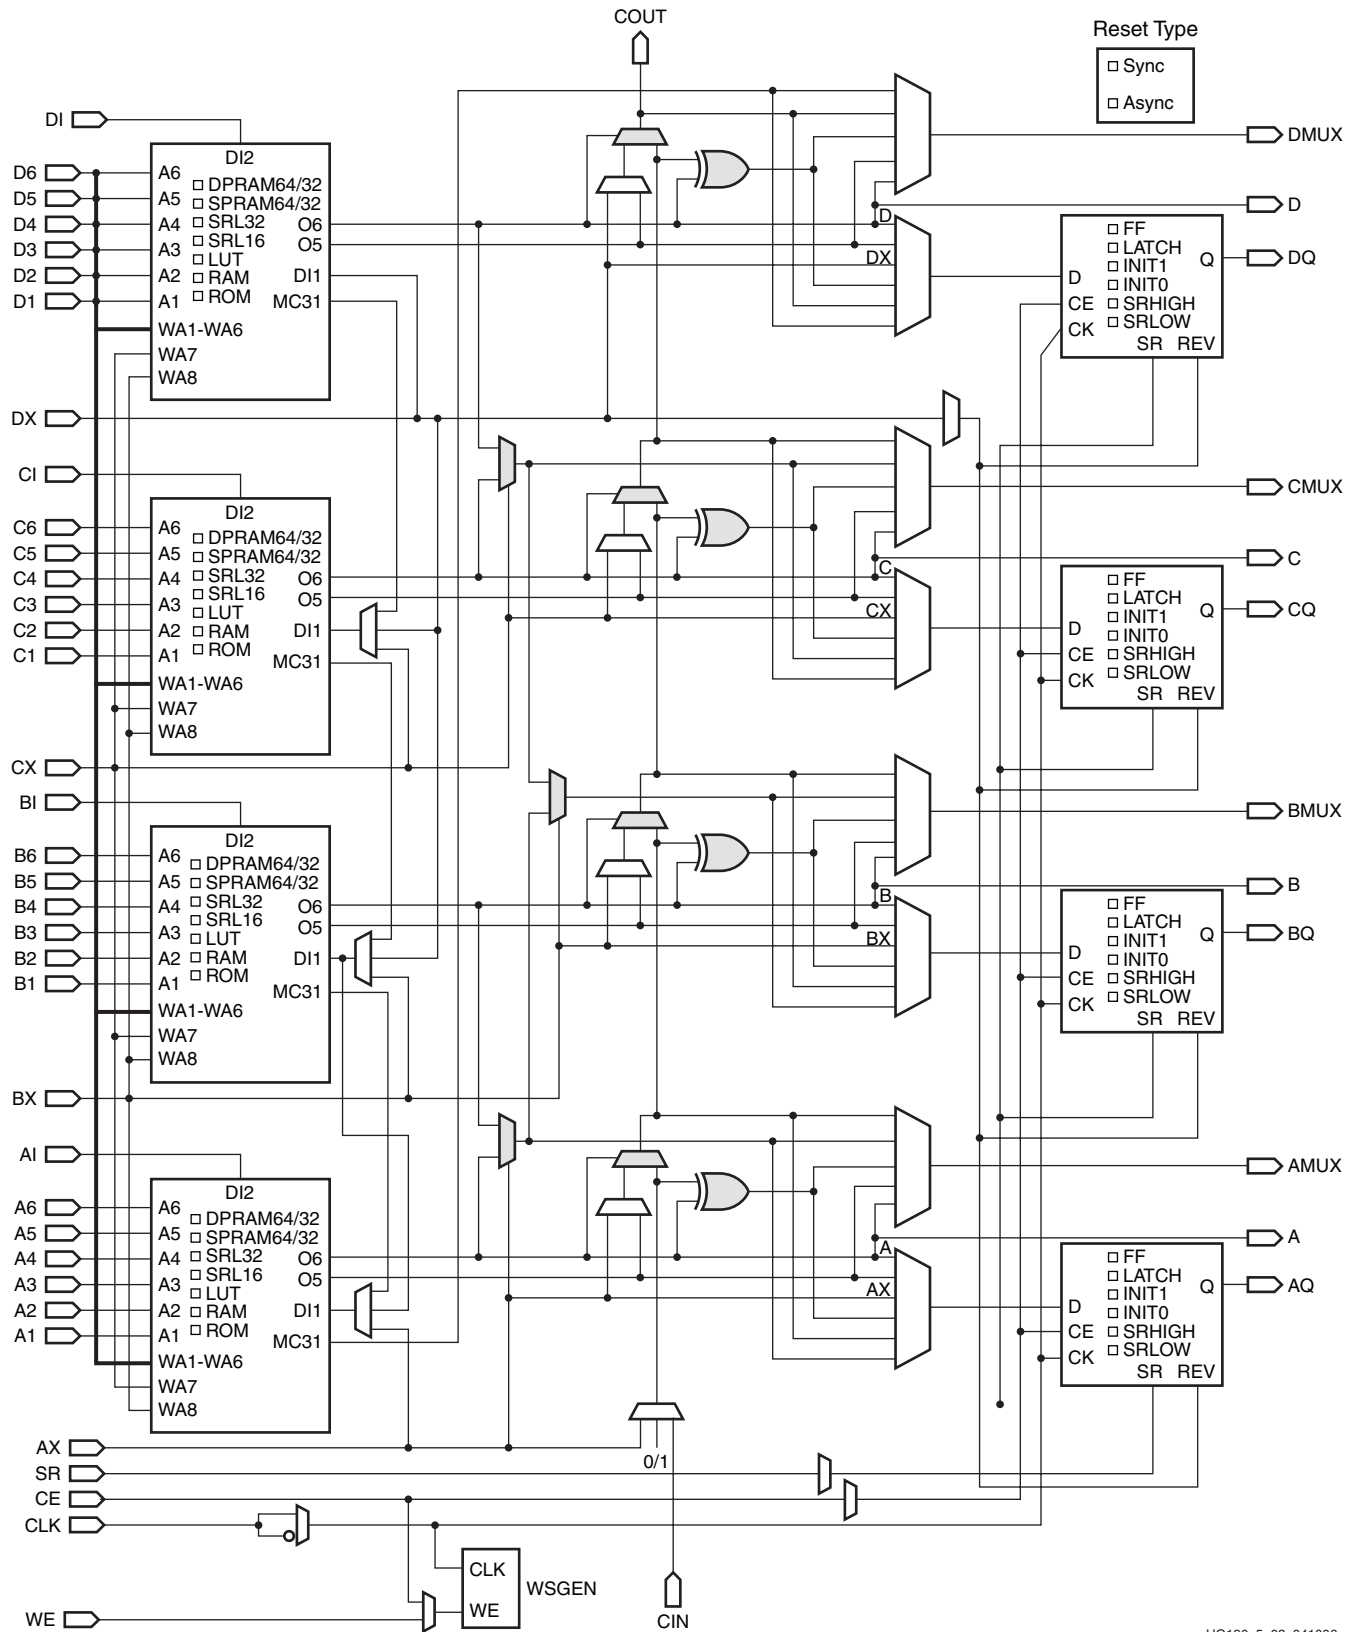 COUT
Reset Type
Sync
Async
DI
DI2
D6
D5
D4
D3
D2
D1
A6
A5
A4
A3
A2
A1
WA1-WA6
WA7
WA8
DPRAM64/32
SPRAM64/32
SRL32
SRL16
LUT
RAM
ROM
O6
O5
DI1
MC31
D
DX
DMUX
D
DQ
FF
LATCH
INIT1
INIT0
SRHIGH
SRLOW
D
CE
CK
Q
SR REV
DX
CI
DI2
C6
C5
C4
C3
C2
C1
A6
A5
A4
A3
A2
A1
WA1-WA6
WA7
WA8
DPRAM64/32
SPRAM64/32
SRL32
SRL16
LUT
RAM
ROM
O6
O5
DI1
MC31
C
CX
CMUX
C
CQ
FF
LATCH
INIT1
INIT0
SRHIGH
SRLOW
D
CE
CK
Q
SR REV
CX
BI
DI2
B6
B5
B4
B3
B2
B1
A6
A5
A4
A3
A2
A1
WA1-WA6
WA7
WA8
DPRAM64/32
SPRAM64/32
SRL32
SRL16
LUT
RAM
ROM
O6
O5
DI1
MC31
B
BX
BMUX
B
BQ
FF
LATCH
INIT1
INIT0
SRHIGH
SRLOW
D
CE
CK
Q
SR REV
BX
AI
DI2
A6
A5
A4
A3
A2
A1
A6
A5
A4
A3
A2
A1
WA1-WA6
WA7
WA8
DPRAM64/32
SPRAM64/32
SRL32
SRL16
LUT
RAM
ROM
O6
O5
DI1
MC31
A
AX
AMUX
A
AQ
FF
LATCH
INIT1
INIT0
SRHIGH
SRLOW
D
CE
CK
Q
SR REV
AX
0/1
SR
CE
CLK
CLK
WE
WSGEN
WE
CIN